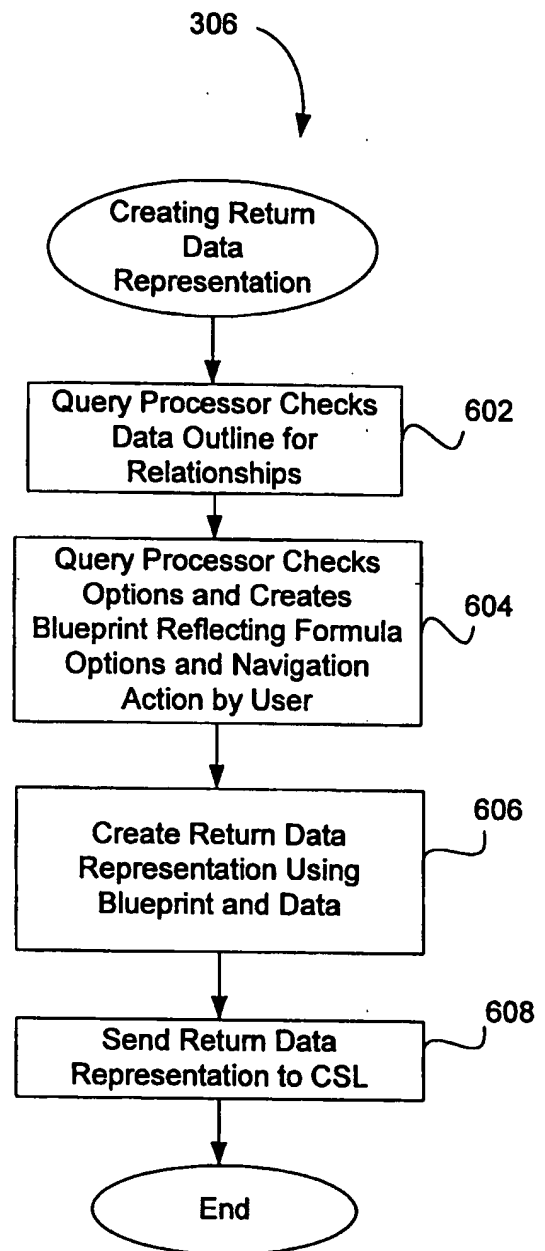 306
Creating Return
Data
Representation
Query Processor Checks
Data Outline for
Relationships
602
Query Processor Checks
Options and Creates
Blueprint Reflecting Formula
Options and Navigation
Action by User
604
Create Return Data
Representation Using
Blueprint and Data
606
Send Return Data
Representation to CSL
608
End